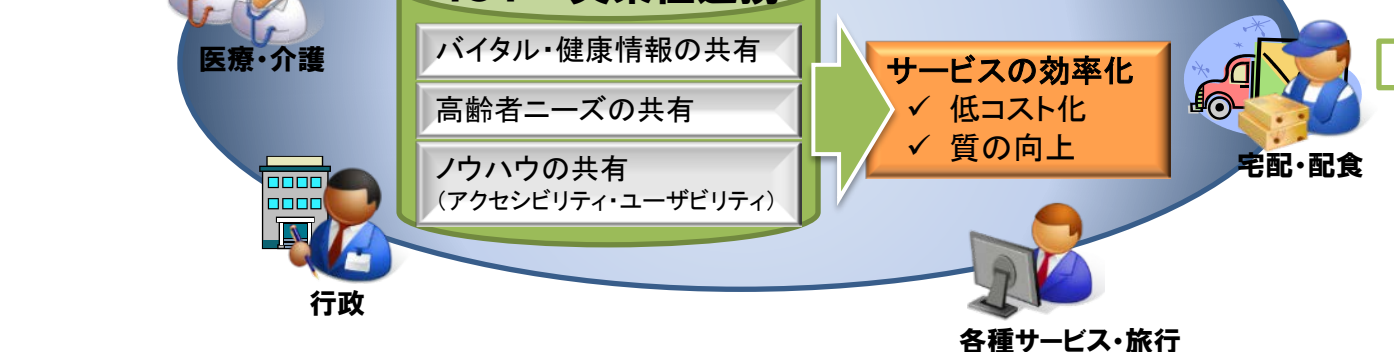 医療・介護
バイタル・健康情報の共有
高齢者ニーズの共有
ノウハウの共有
（アクセシビリティ・ユーザビリティ）
サービスの効率化
✓ 低コスト化
✓ 質の向上
宅配・配食
行政
各種サービス・旅行